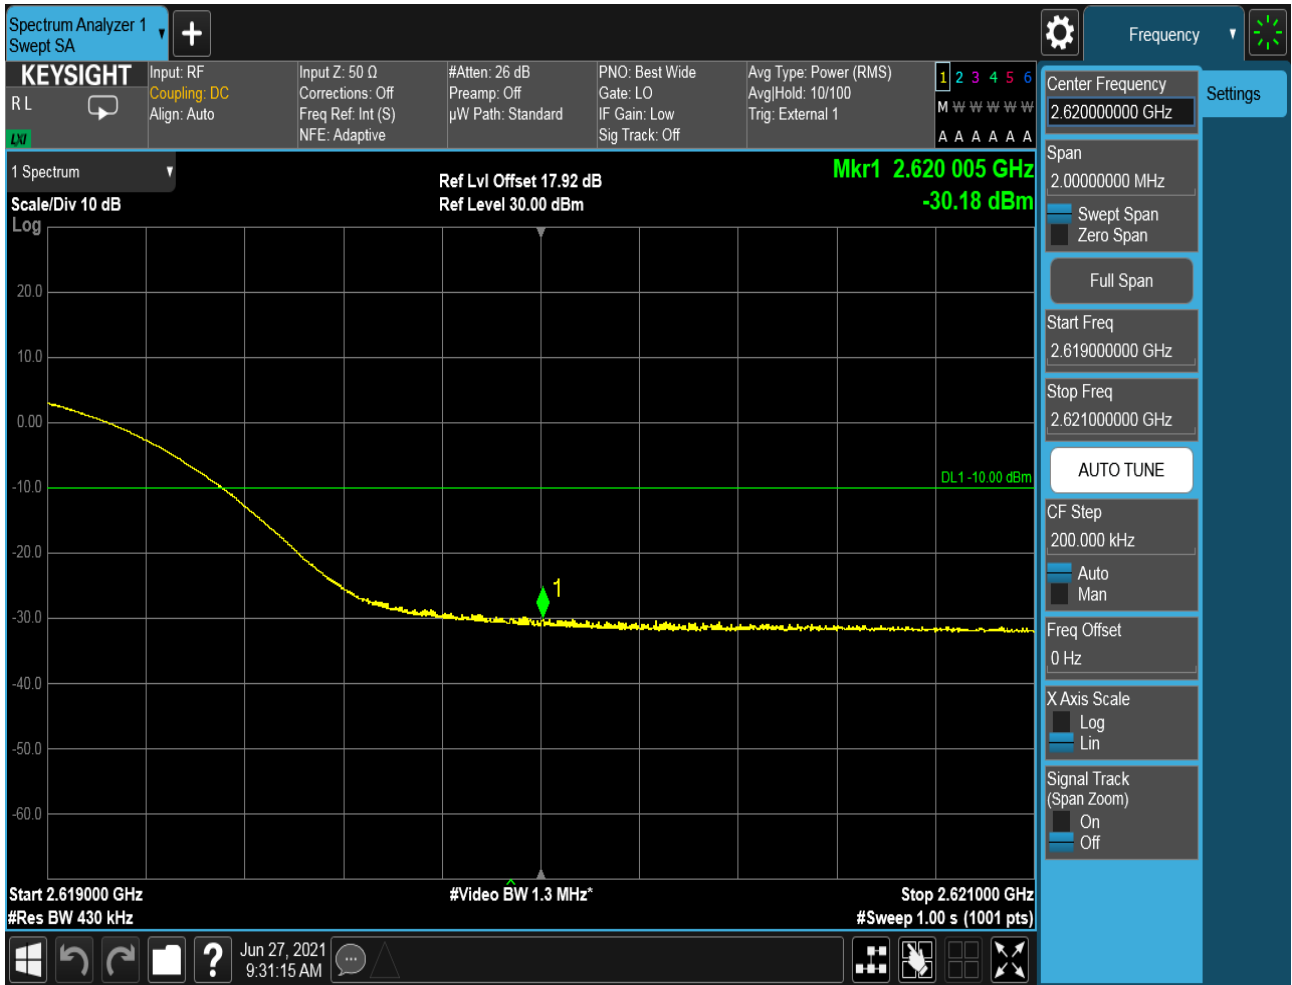 Spectrum Analyzer 1
Swept SA
Frequency
KEYSIGHT
R L
LXI
Input: RF
Coupling: DC
Align: Auto
Input Z: 50 Ω
Corrections: Off
Freq Ref: Int (S)
NFE: Adaptive
#Atten: 26 dB
Preamp: Off
µW Path: Standard
PNO: Best Wide
Gate: LO
IF Gain: Low
Sig Track: Off
Avg Type: Power (RMS)
Avg|Hold: 10/100
Trig: External 1
1 2 3 4 5 6
M W W W W W
A A A A A A
1 Spectrum
Scale/Div 10 dB
Log
Ref Lvl Offset 17.92 dB
Ref Level 30.00 dBm
Mkr1 2.620 005 GHz
-30.18 dBm
20.0
10.0
0.00
-10.0
-20.0
-30.0
-40.0
-50.0
-60.0
DL1 -10.00 dBm
1
Start 2.619000 GHz
#Res BW 430 kHz
#Video BW 1.3 MHz*
Stop 2.621000 GHz
#Sweep 1.00 s (1001 pts)
Jun 27, 2021
9:31:15 AM
Center Frequency
2.620000000 GHz
Settings
Span
2.00000000 MHz
Swept Span
Zero Span
Full Span
Start Freq
2.619000000 GHz
Stop Freq
2.621000000 GHz
AUTO TUNE
CF Step
200.000 kHz
Auto
Man
Freq Offset
0 Hz
X Axis Scale
Log
Lin
Signal Track
(Span Zoom)
On
Off